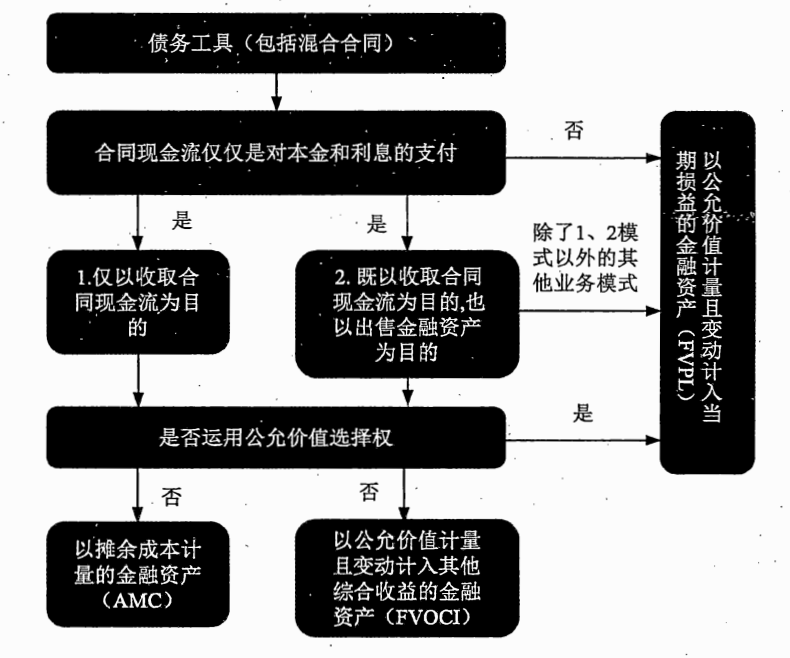 债务工具（包括混合合同）
合同现金流仅仅是对本金和利息的支付
否
是
是
1.仅以收取合
同现金流为目
的
2. 既以收取合同
现金流为目的,也
以出售金融资产
为目的
除了1、2模
式以外的其
他业务模式
以公允价值计量且变动计入当
期损益的金融资产（FVPL）
是否运用公允价值选择权
是
否
否
以摊余成本计
量的金融资产
（AMC）
以公允价值计量
且变动计入其他
综合收益的金融
资产（FVOCI）